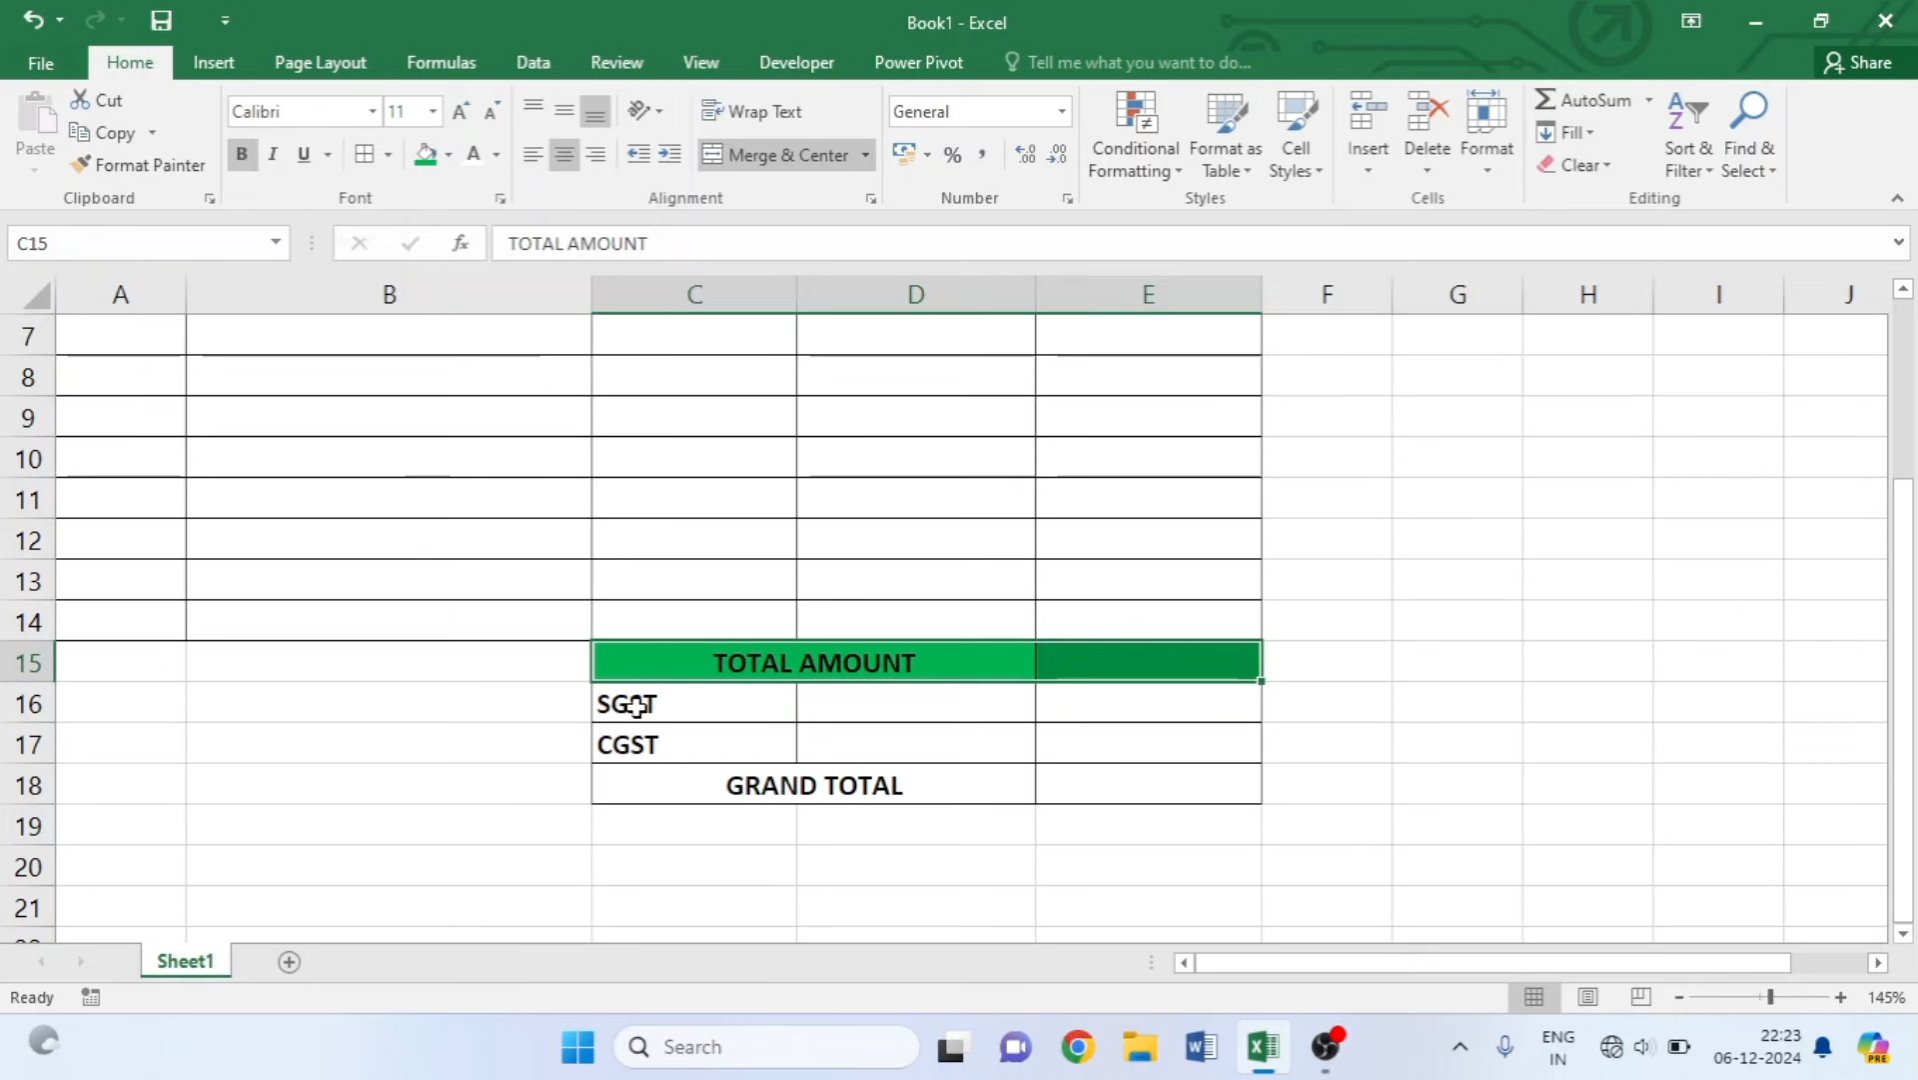 Book1 - Excel
File Home Insert Page Layout Formulas Data Review View Developer Power Pivot Tell me what you want to do... Share
Paste
Cut
Copy
Format Painter
Clipboard
Calibri 11
B I U A
Font
Wrap Text
Merge & Center
Alignment
General
%
Number
Conditional Formatting
Format as Table
Cell Styles
Styles
Insert Delete Format
Cells
AutoSum
Fill
Clear
Sort & Filter
Find & Select
Editing
C15 fx TOTAL AMOUNT
A B C D E F G H I J
7
8
9
10
11
12
13
14
15 TOTAL AMOUNT
16
17 CGST
18 GRAND TOTAL
19
20
21
Sheet1
Ready 145%
Search ENG IN 22:23 06-12-2024 PRE